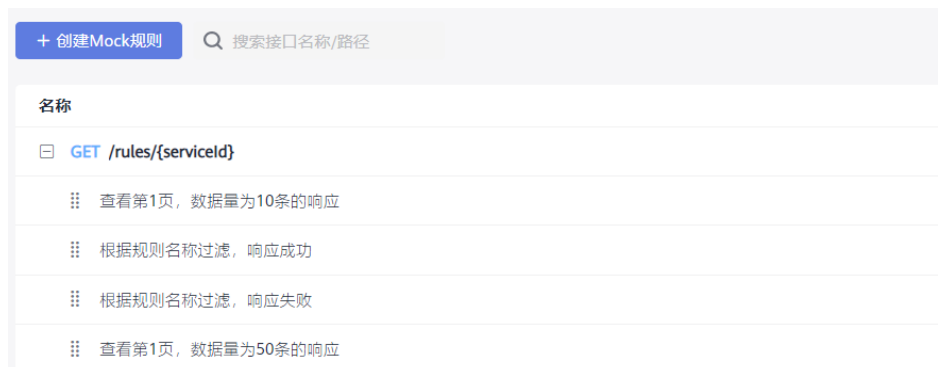 + 创建Mock规则 搜索接口名称/路径
名称
GET /rules/{serviceId}
查看第1页，数据量为10条的响应
根据规则名称过滤，响应成功
根据规则名称过滤，响应失败
查看第1页，数据量为50条的响应